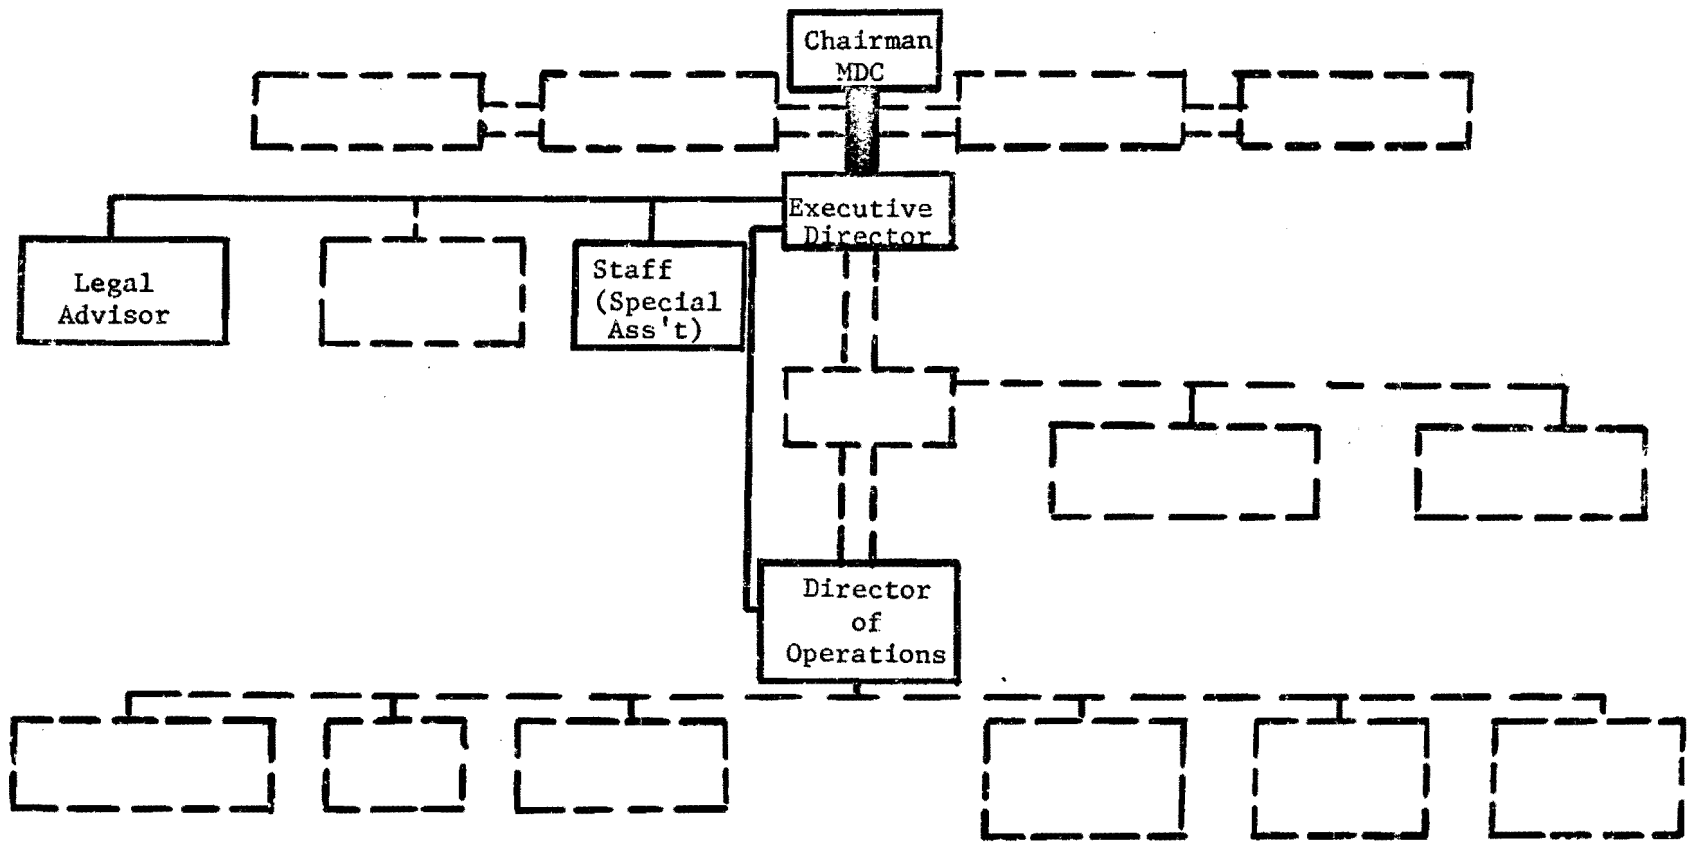 Chairman
MDC
Executive
Director
Legal
Advisor
Staff
(Special
Ass't)
Director
of
Operations